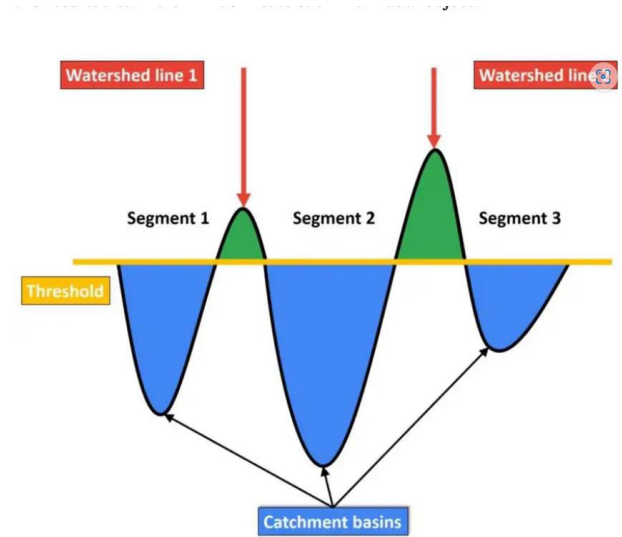 Watershed line 1
Watershed line
Segment 1
Segment 2
Segment 3
Threshold
Catchment basins